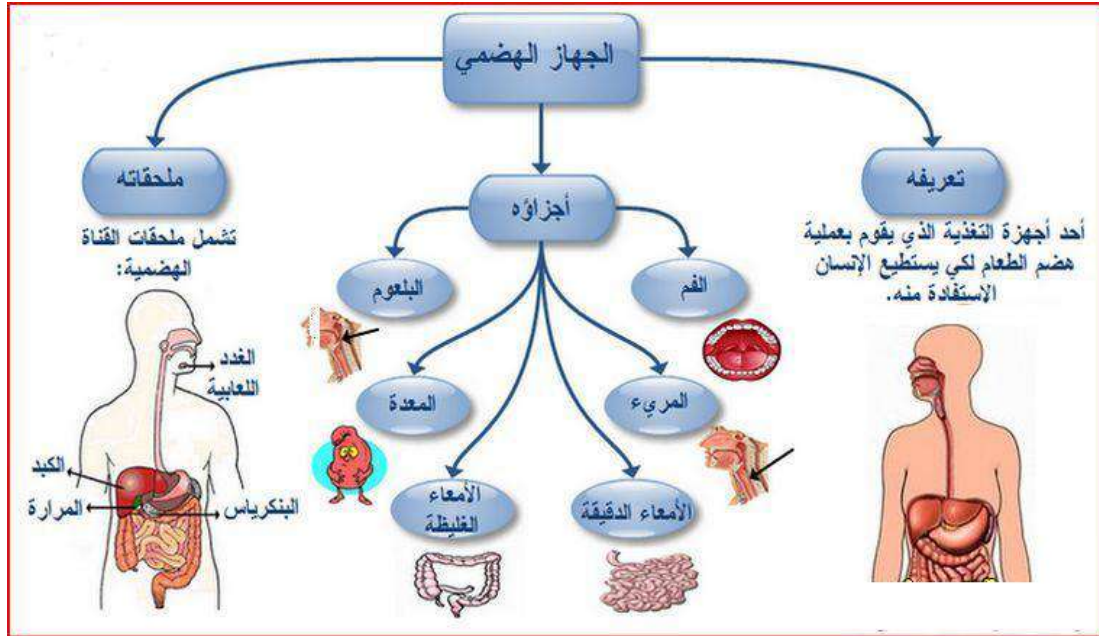 الجهاز الهضمي
تعريفه
أحد أجهزة التغذية الذي يقوم بعملية
هضم الطعام لكي يستطيع الإنسان
الاستفادة منه.
أجزاؤه
الفم
البلعوم
المريء
المعدة
الأمعاء الدقيقة
الأمعاء
الغليظة
ملحقاته
تشمل ملحقات القناة
الهضمية:
الغدد
اللعابية
الكبد
المرارة
البنكرياس